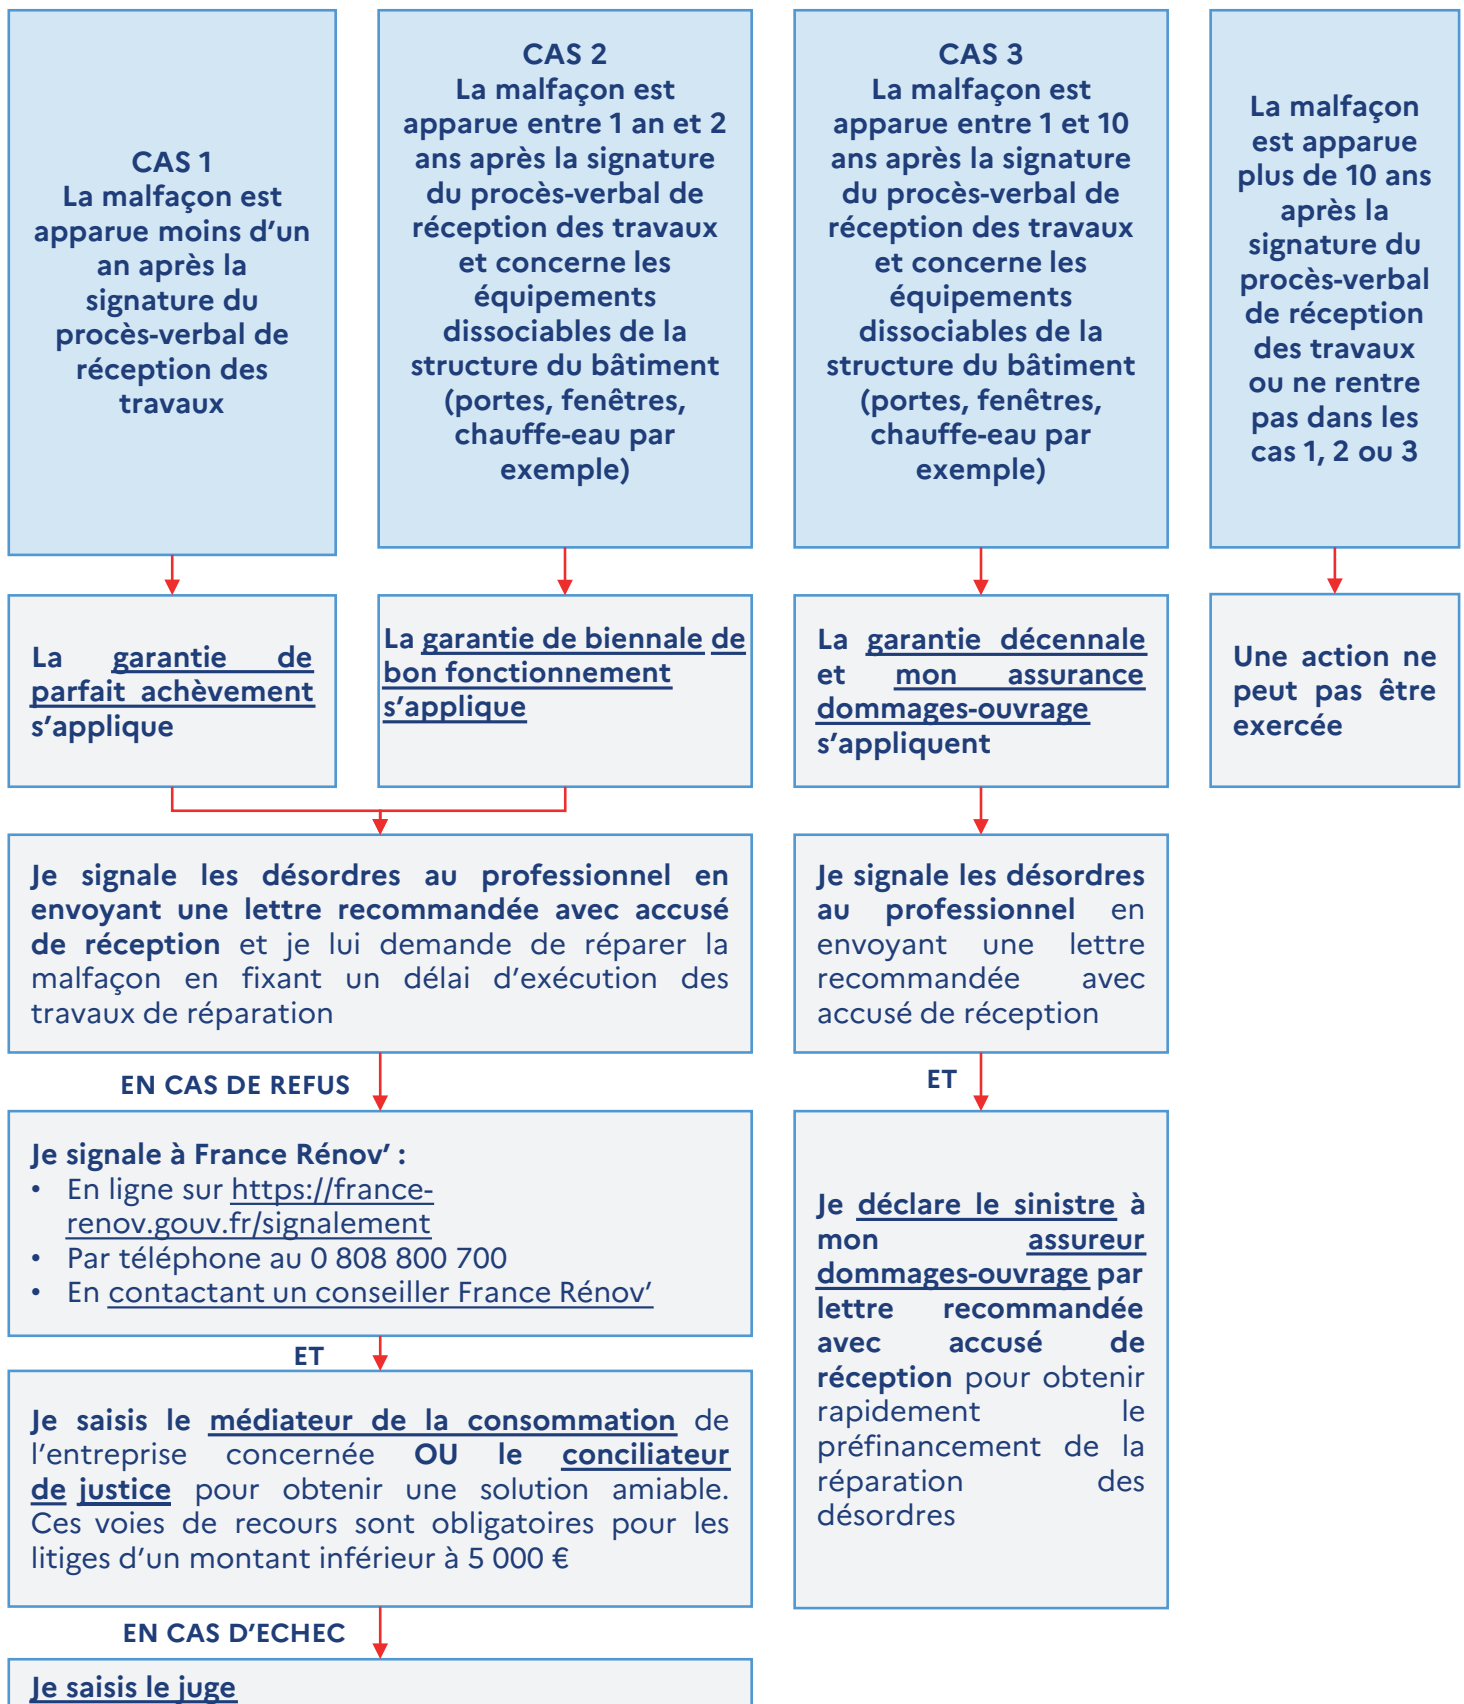 CAS 1
La malfaçon est
apparue moins d'un
an après la
signature du
procès-verbal de
réception des
travaux
CAS 2
La malfaçon est
apparue entre 1 an et 2
ans après la signature
du procès-verbal de
réception des travaux
et concerne les
équipements
dissociables de la
structure du bâtiment
(portes, fenêtres,
chauffe-eau par
exemple)
CAS 3
La malfaçon est
apparue entre 1 et 10
ans après la signature
du procès-verbal de
réception des travaux
et concerne les
équipements
dissociables de la
structure du bâtiment
(portes, fenêtres,
chauffe-eau par
exemple)
La malfaçon
est apparue
plus de 10 ans
après la
signature du
procès-verbal
de réception
des travaux
ou ne rentre
pas dans les
cas 1, 2 ou 3
La garantie de
parfait achèvement
s'applique
La garantie de biennale de
bon fonctionnement
s'applique
La garantie décennale
et mon assurance
dommages-ouvrage
s'appliquent
Une action ne
peut pas être
exercée
Je signale les désordres au professionnel en
envoyant une lettre recommandée avec accusé
de réception et je lui demande de réparer la
malfaçon en fixant un délai d'exécution des
travaux de réparation
EN CAS DE REFUS
Je signale à France Rénov' :
• En ligne sur https://france-
renov.gouv.fr/signalement
• Par téléphone au 0 808 800 700
• En contactant un conseiller France Rénov'
ET
Je saisis le médiateur de la consommation de
l'entreprise concernée OU le conciliateur
de justice pour obtenir une solution amiable.
Ces voies de recours sont obligatoires pour les
litiges d'un montant inférieur à 5 000 €
EN CAS D'ECHEC
Je saisis le juge
Je signale les désordres
au professionnel en
envoyant une lettre
recommandée avec
accusé de réception
ET
Je déclare le sinistre à
mon assureur
dommages-ouvrage par
lettre recommandée
avec accusé de
réception pour obtenir
rapidement le
préfinancement de la
réparation des
désordres